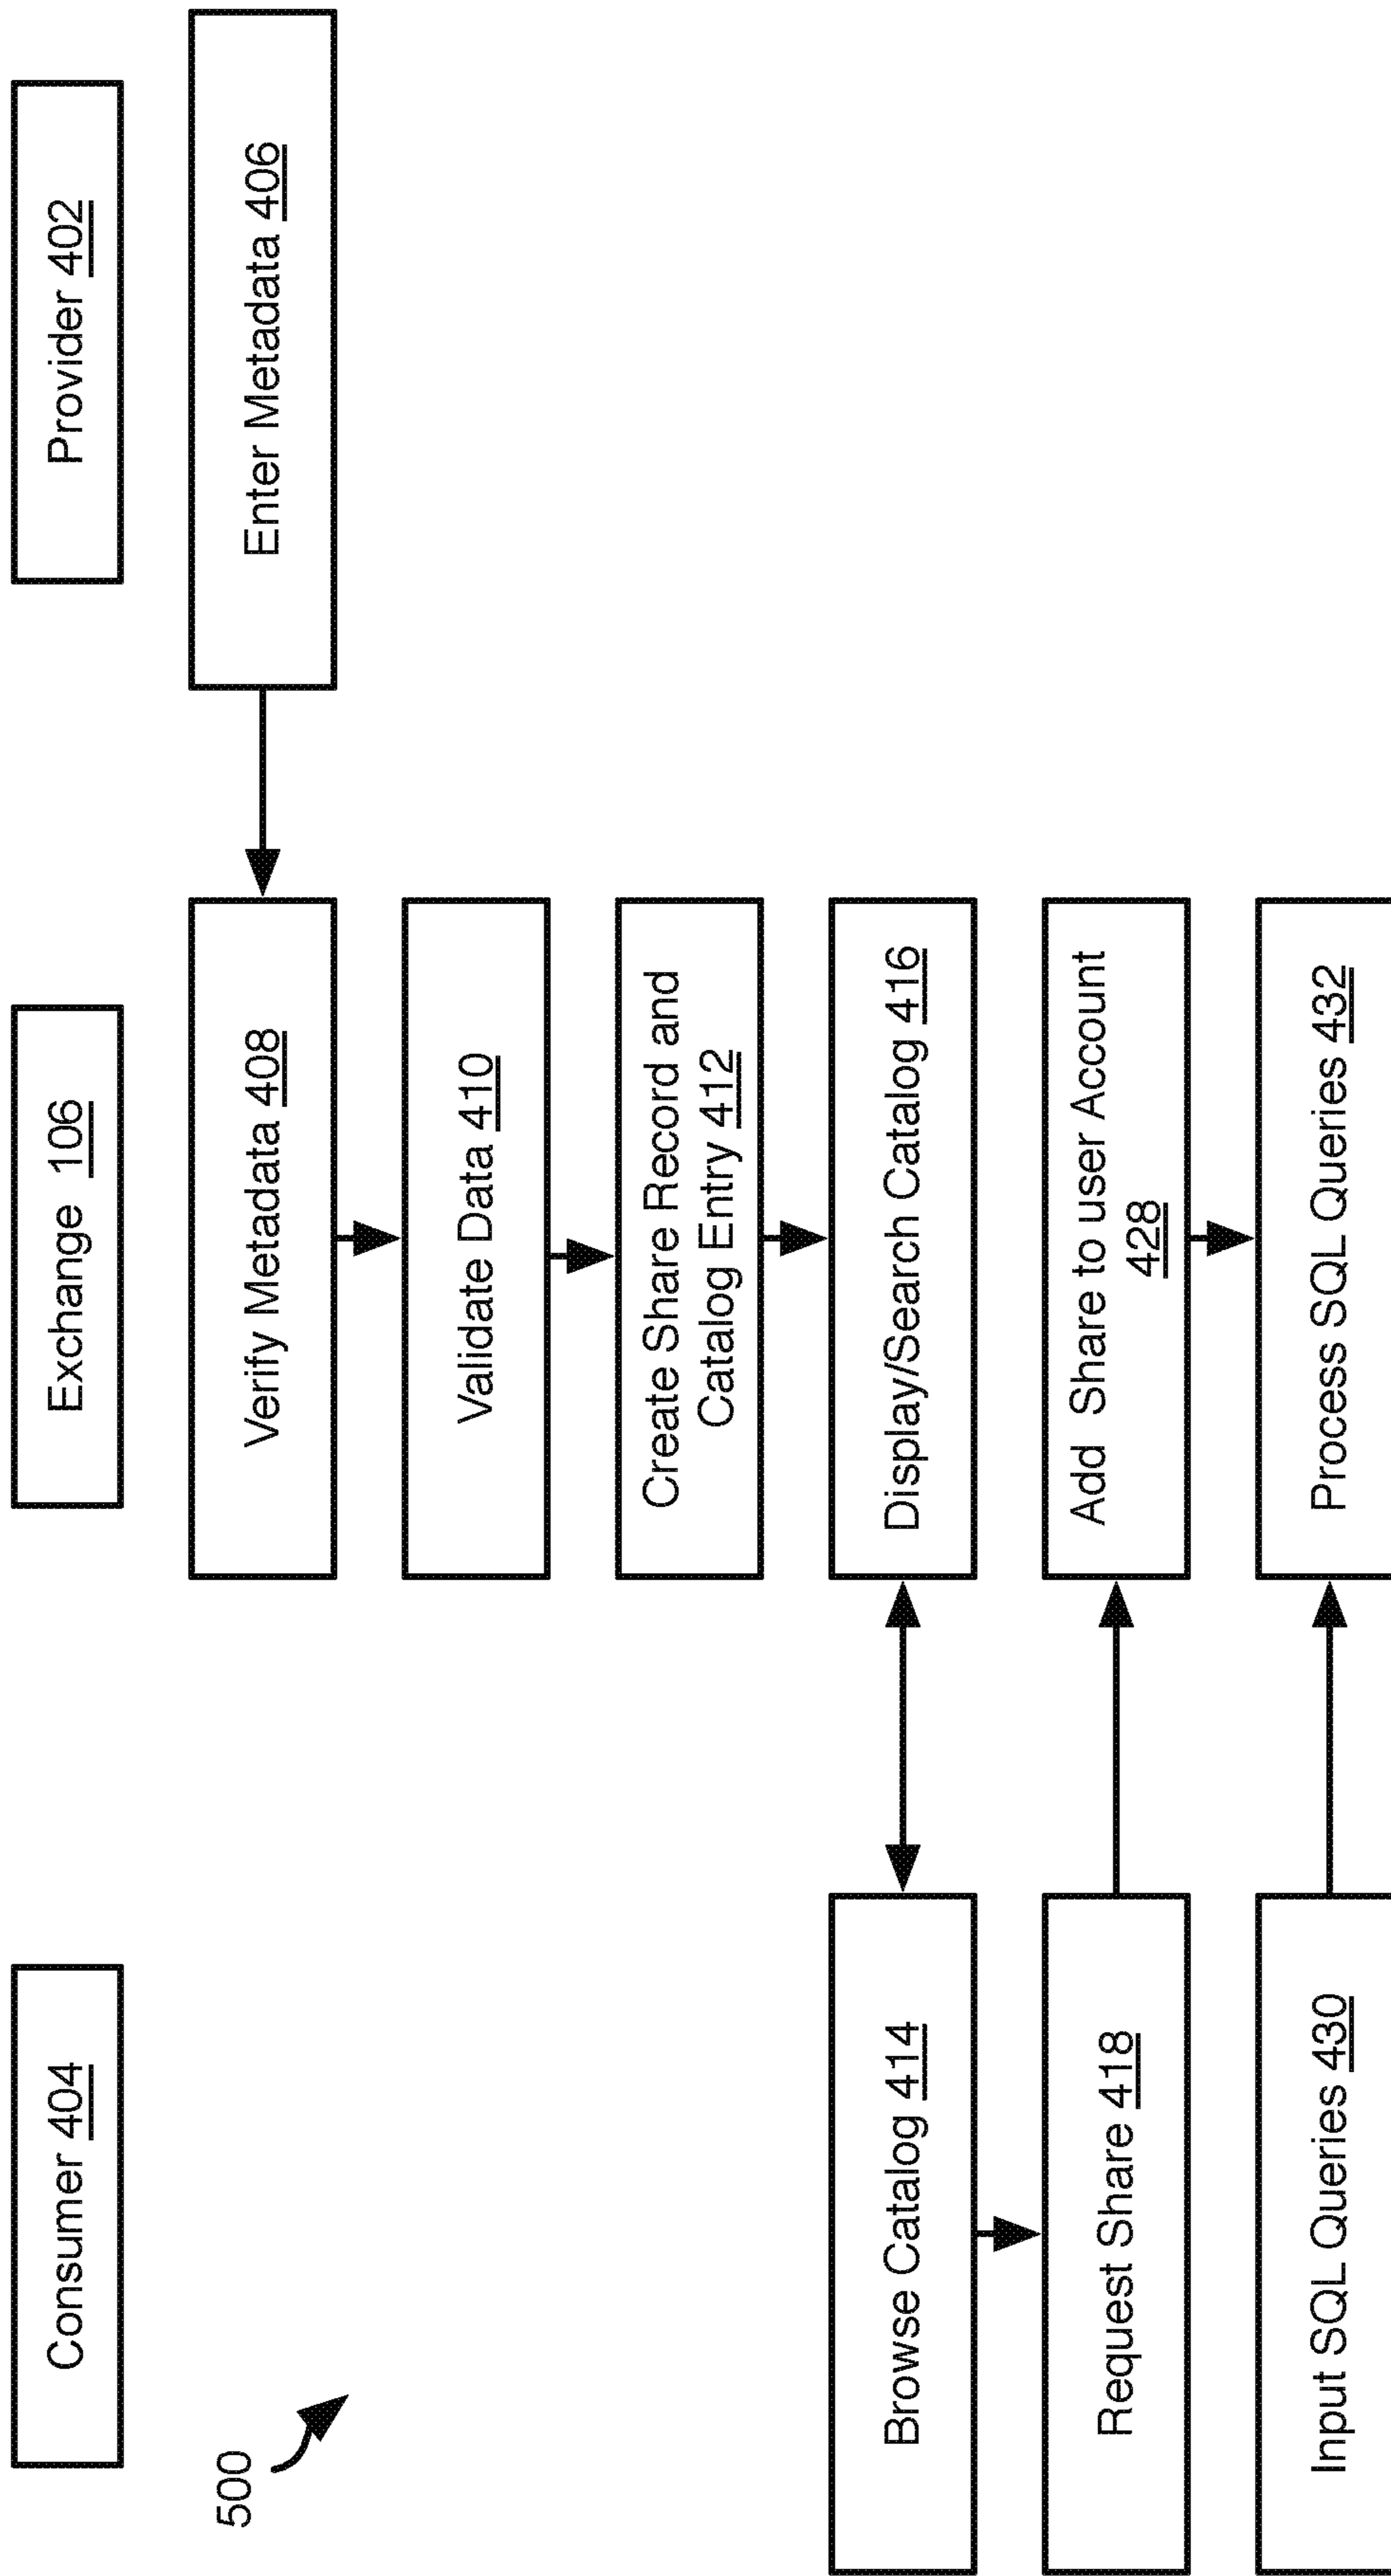 500
Consumer 404
Exchange 106
Provider 402
Verify Metadata 408
Enter Metadata 406
Validate Data 410
Create Share Record and
Catalog Entry 412
Browse Catalog 414
Display/Search Catalog 416
Request Share 418
Add Share to user Account
428
Input SQL Queries 430
Process SQL Queries 432